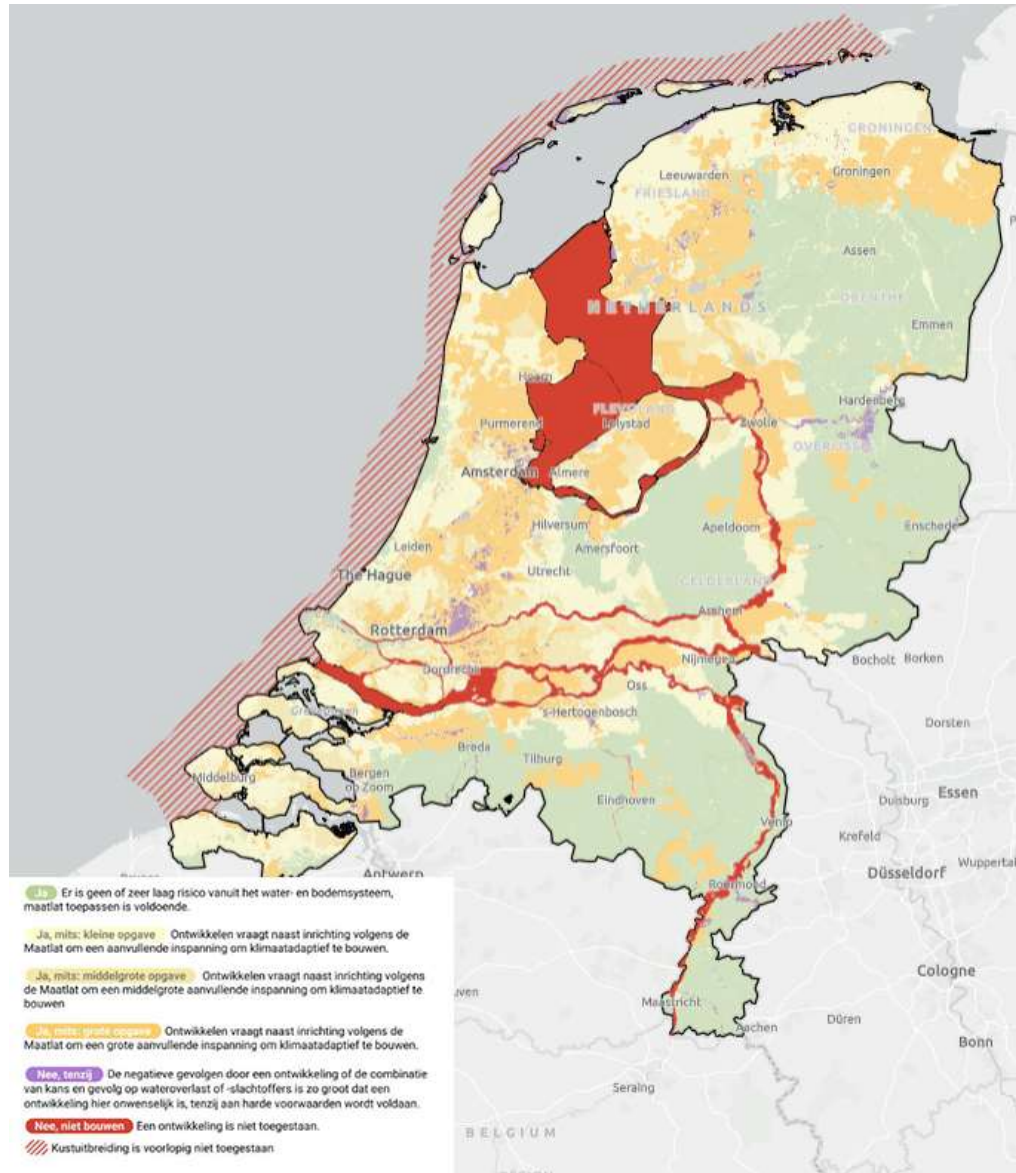 GRONINGEN
Groningen
Leeuwarden
FRIESLAND
Assen
DRENTHE
NETHERLANDS
Emmen
Hoorn
Hardenberg
FLEVOLAND
Lelystad
Purmerend
Zwolle
OVERIJSSEL
Amsterdam
Almere
Hilversum
Apeldoorn
Enschede
Leiden
Amersfoort
Utrecht
The Hague
GELDERLAND
Arnhem
Rotterdam
Nijmegen
Bocholt
Borken
Dordrecht
Oss
's-Hertogenbosch
Dorsten
Breda
Tilburg
Middelburg
Bergen
op Zoom
Eindhoven
Essen
Duisburg
Venlo
Krefeld
Wuppertal
Düsseldorf
Antwerp
Roermond
Cologne
Maastricht
Düren
Aachen
Bonn
Seraing
BELGIUM
Ja Er is geen of zeer laag risico vanuit het water- en bodemsysteem,
maatlat toepassen is voldoende.
Ja, mits: kleine opgave Ontwikkelen vraagt naast inrichting volgens de
Maatlat om een aanvullende inspanning om klimaatadaptief te bouwen.
Ja, mits: middelgrote opgave Ontwikkelen vraagt naast inrichting volgens
de Maatlat om een middelgrote aanvullende inspanning om klimaatadaptief te
bouwen
Ja, mits: grote opgave Ontwikkelen vraagt naast inrichting volgens de
Maatlat om een grote aanvullende inspanning om klimaatadaptief te bouwen.
Nee, tenzij De negatieve gevolgen door een ontwikkeling of de combinatie
van kans en gevolg op wateroverlast of -slachtoffers is zo groot dat een
ontwikkeling hier onwenselijk is, tenzij aan harde voorwaarden wordt voldaan.
Nee, niet bouwen Een ontwikkeling is niet toegestaan.
Kustuitbreiding is voorlopig niet toegestaan